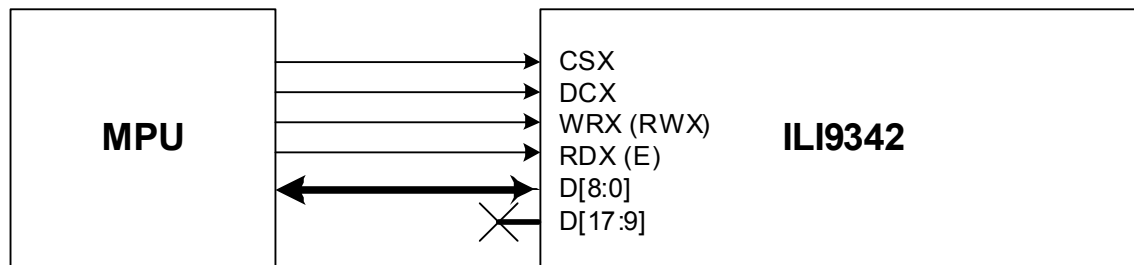 MPU
CSX
DCX
WRX (RWX)
RDX (E)
D[8:0]
D[17:9]
ILI9342